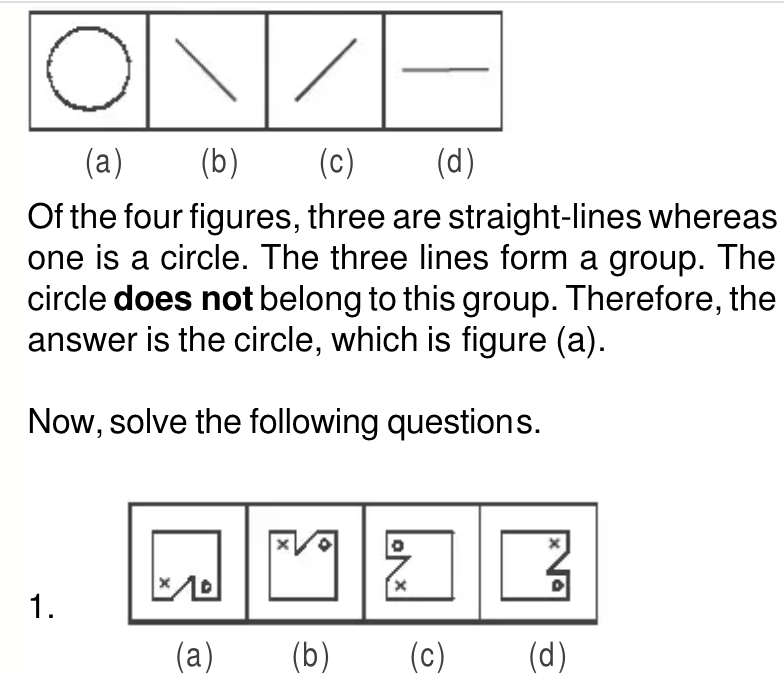 (a) (b) (c) (d)
Of the four figures, three are straight-lines whereas
one is a circle. The three lines form a group. The
circle does not belong to this group. Therefore, the
answer is the circle, which is figure (a).
Now, solve the following questions.
1.
(a) (b) (c) (d)